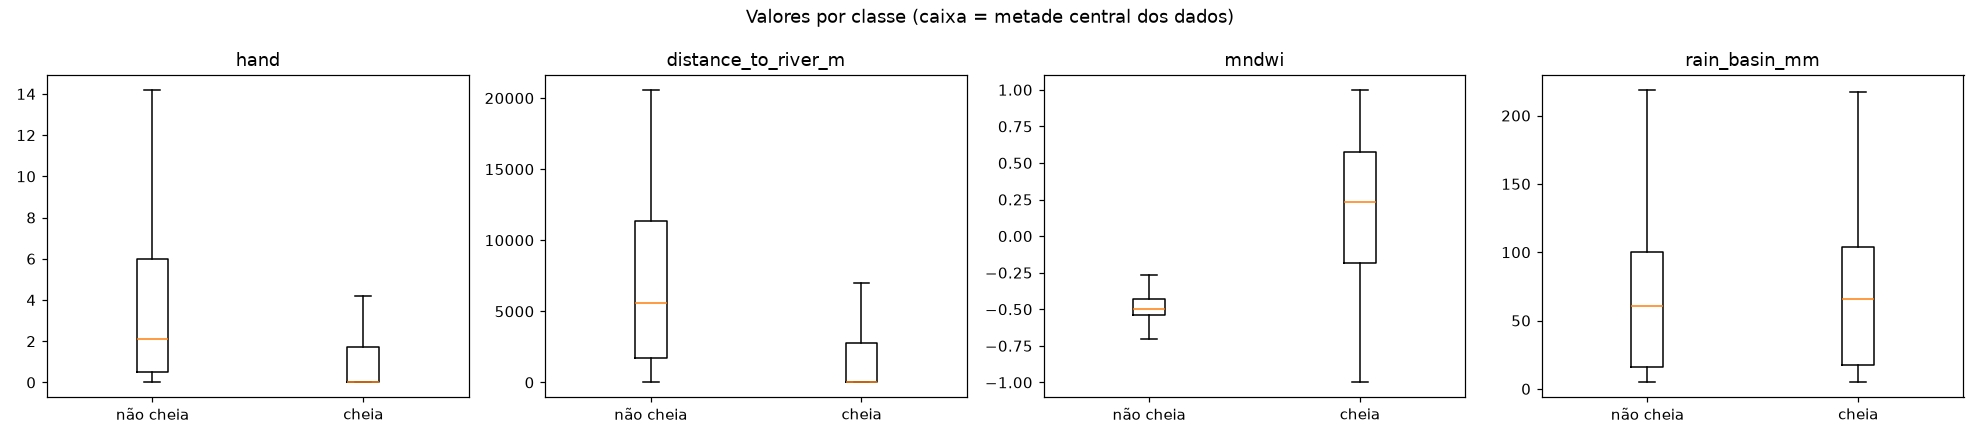 Valores por classe (caixa = metade central dos dados)
hand
14
12
10
8
6
4
2
0
não cheia
cheia
distance_to_river_m
20000
15000
10000
5000
0
não cheia
cheia
mndwi
1.00
0.75
0.50
0.25
0.00
−0.25
−0.50
−0.75
−1.00
não cheia
cheia
rain_basin_mm
200
150
100
50
0
não cheia
cheia